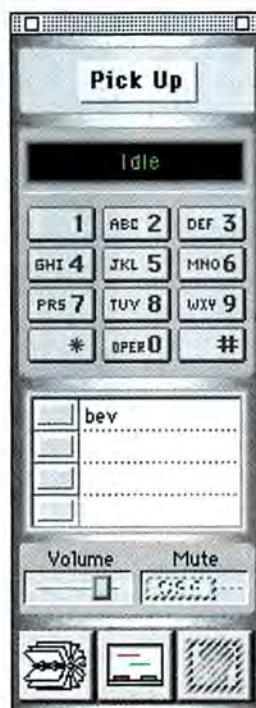 Pick Up
Idle
1 ABC 2 DEF 3
GHI 4 JKL 5 MNO 6
PRS 7 TUV 8 WXY 9
* OPER 0 #
bev
Volume Mute